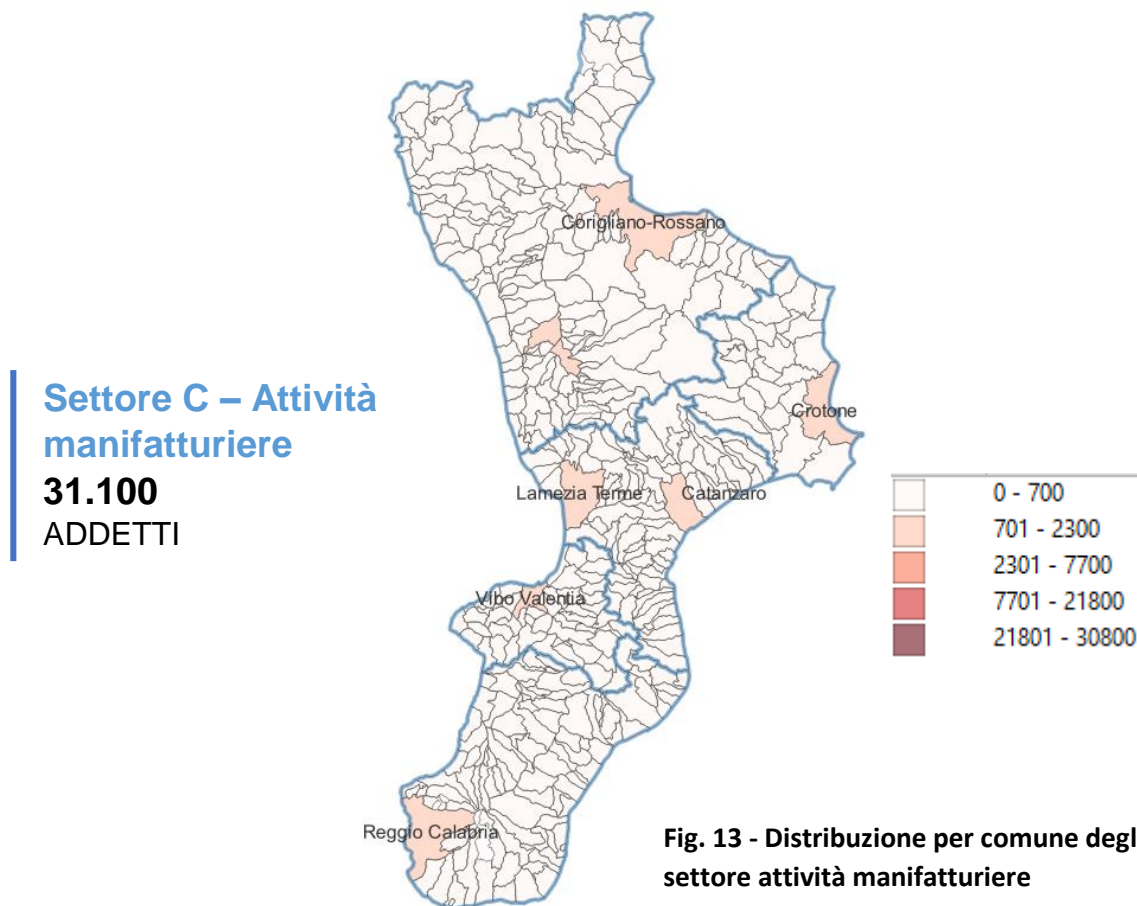 Corigliano-Rossano
Crotone
Settore C – Attività
manifatturiere
31.100
ADDETTI
Lamezia Terme
Catanzaro
0 - 700
701 - 2300
2301 - 7700
7701 - 21800
21801 - 30800
Vibo Valentia
Reggio Calabria
Fig. 13 - Distribuzione per comune degl
settore attività manifatturiere